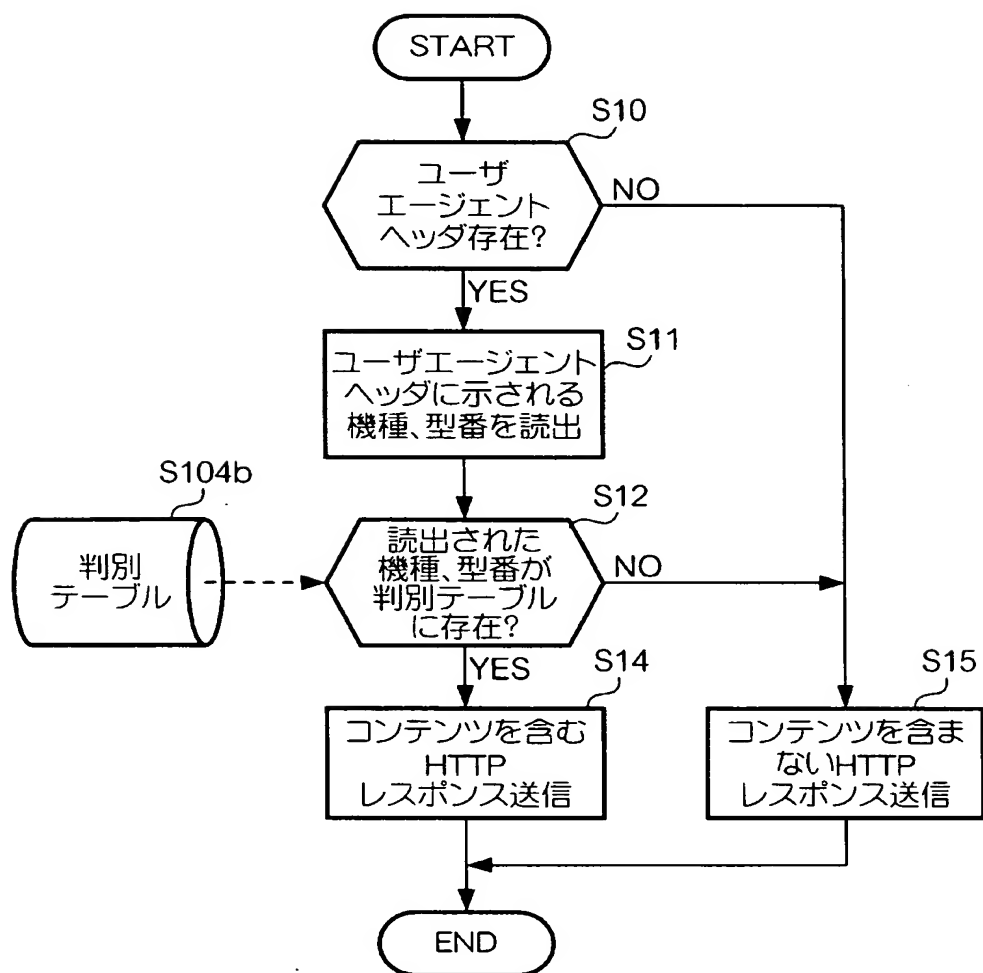 START
S10
ユーザ
エージェント
ヘッダ存在?
NO
YES
S11
ユーザエージェント
ヘッダに示される
機種、型番を読出
S104b
判別
テーブル
S12
読出された
機種、型番が
判別テーブル
に存在?
NO
YES
S14
コンテンツを含む
HTTP
レスポンス送信
S15
コンテンツを含ま
ないHTTP
レスポンス送信
END